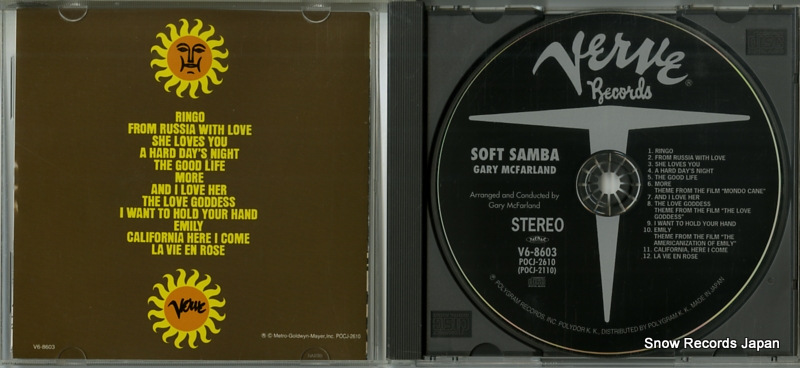 RINGO
FROM RUSSIA WITH LOVE
SHE LOVES YOU
A HARD DAY'S NIGHT
THE GOOD LIFE
MORE
AND I LOVE HER
THE LOVE GODDESS
I WANT TO HOLD YOUR HAND
EMILY
CALIFORNIA HERE I COME
LA VIE EN ROSE
Verve
V6-8603
℗ © Metro-Goldwyn-Mayer, Inc. POCJ-2610
Verve
Records
®
SOFT SAMBA
GARY MCFARLAND
Arranged and Conducted by
Gary McFarland
STEREO
Verve
V6-8603
POCJ-2610
(POCJ-2110)
1. RINGO
2. FROM RUSSIA WITH LOVE
3. SHE LOVES YOU
4. A HARD DAY'S NIGHT
5. THE GOOD LIFE
6. MORE
THEME FROM THE FILM "MONDO CANE"
7. AND I LOVE HER
8. THE LOVE GODDESS
THEME FROM THE FILM "THE LOVE
GODDESS"
9. I WANT TO HOLD YOUR HAND
10. EMILY
THEME FROM THE FILM "THE
AMERICANIZATION OF EMILY"
11. CALIFORNIA, HERE I COME
12. LA VIE EN ROSE
℗ POLYGRAM RECORDS, INC. POLYDOR K. K., DISTRIBUTED BY POLYGRAM K. K. MADE IN JAPAN
Snow Records Japan